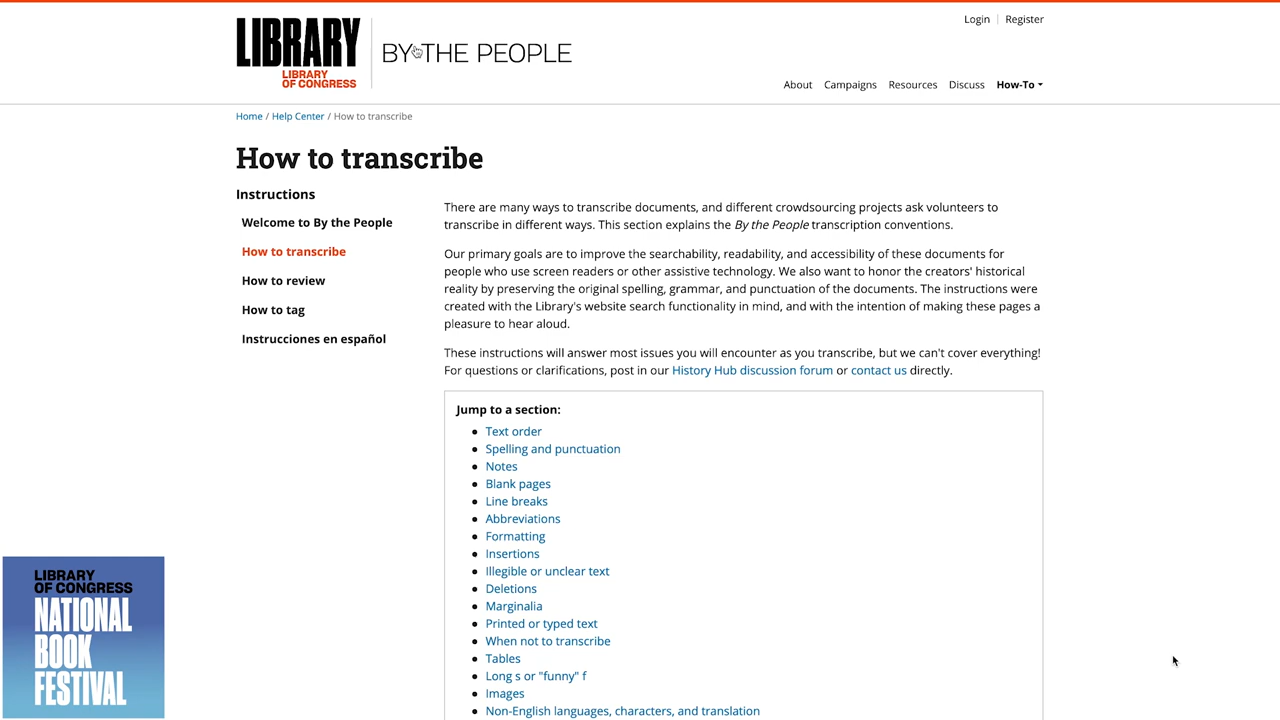 Login
Register
LIBRARY
LIBRARY
OF CONGRESS
BY THE PEOPLE
About
Campaigns
Resources
Discuss
How-To
Home / Help Center / How to transcribe
How to transcribe
Instructions
Welcome to By the People
How to transcribe
How to review
How to tag
Instrucciones en español
There are many ways to transcribe documents, and different crowdsourcing projects ask volunteers to
transcribe in different ways. This section explains the By the People transcription conventions.
Our primary goals are to improve the searchability, readability, and accessibility of these documents for
people who use screen readers or other assistive technology. We also want to honor the creators' historical
reality by preserving the original spelling, grammar, and punctuation of the documents. The instructions were
created with the Library's website search functionality in mind, and with the intention of making these pages a
pleasure to hear aloud.
These instructions will answer most issues you will encounter as you transcribe, but we can't cover everything!
For questions or clarifications, post in our History Hub discussion forum or contact us directly.
Jump to a section:
Text order
Spelling and punctuation
Notes
Blank pages
Line breaks
Abbreviations
Formatting
Insertions
Illegible or unclear text
Deletions
Marginalia
Printed or typed text
When not to transcribe
Tables
Long s or "funny" f
Images
Non-English languages, characters, and translation
LIBRARY
OF CONGRESS
NATIONAL
BOOK
FESTIVAL